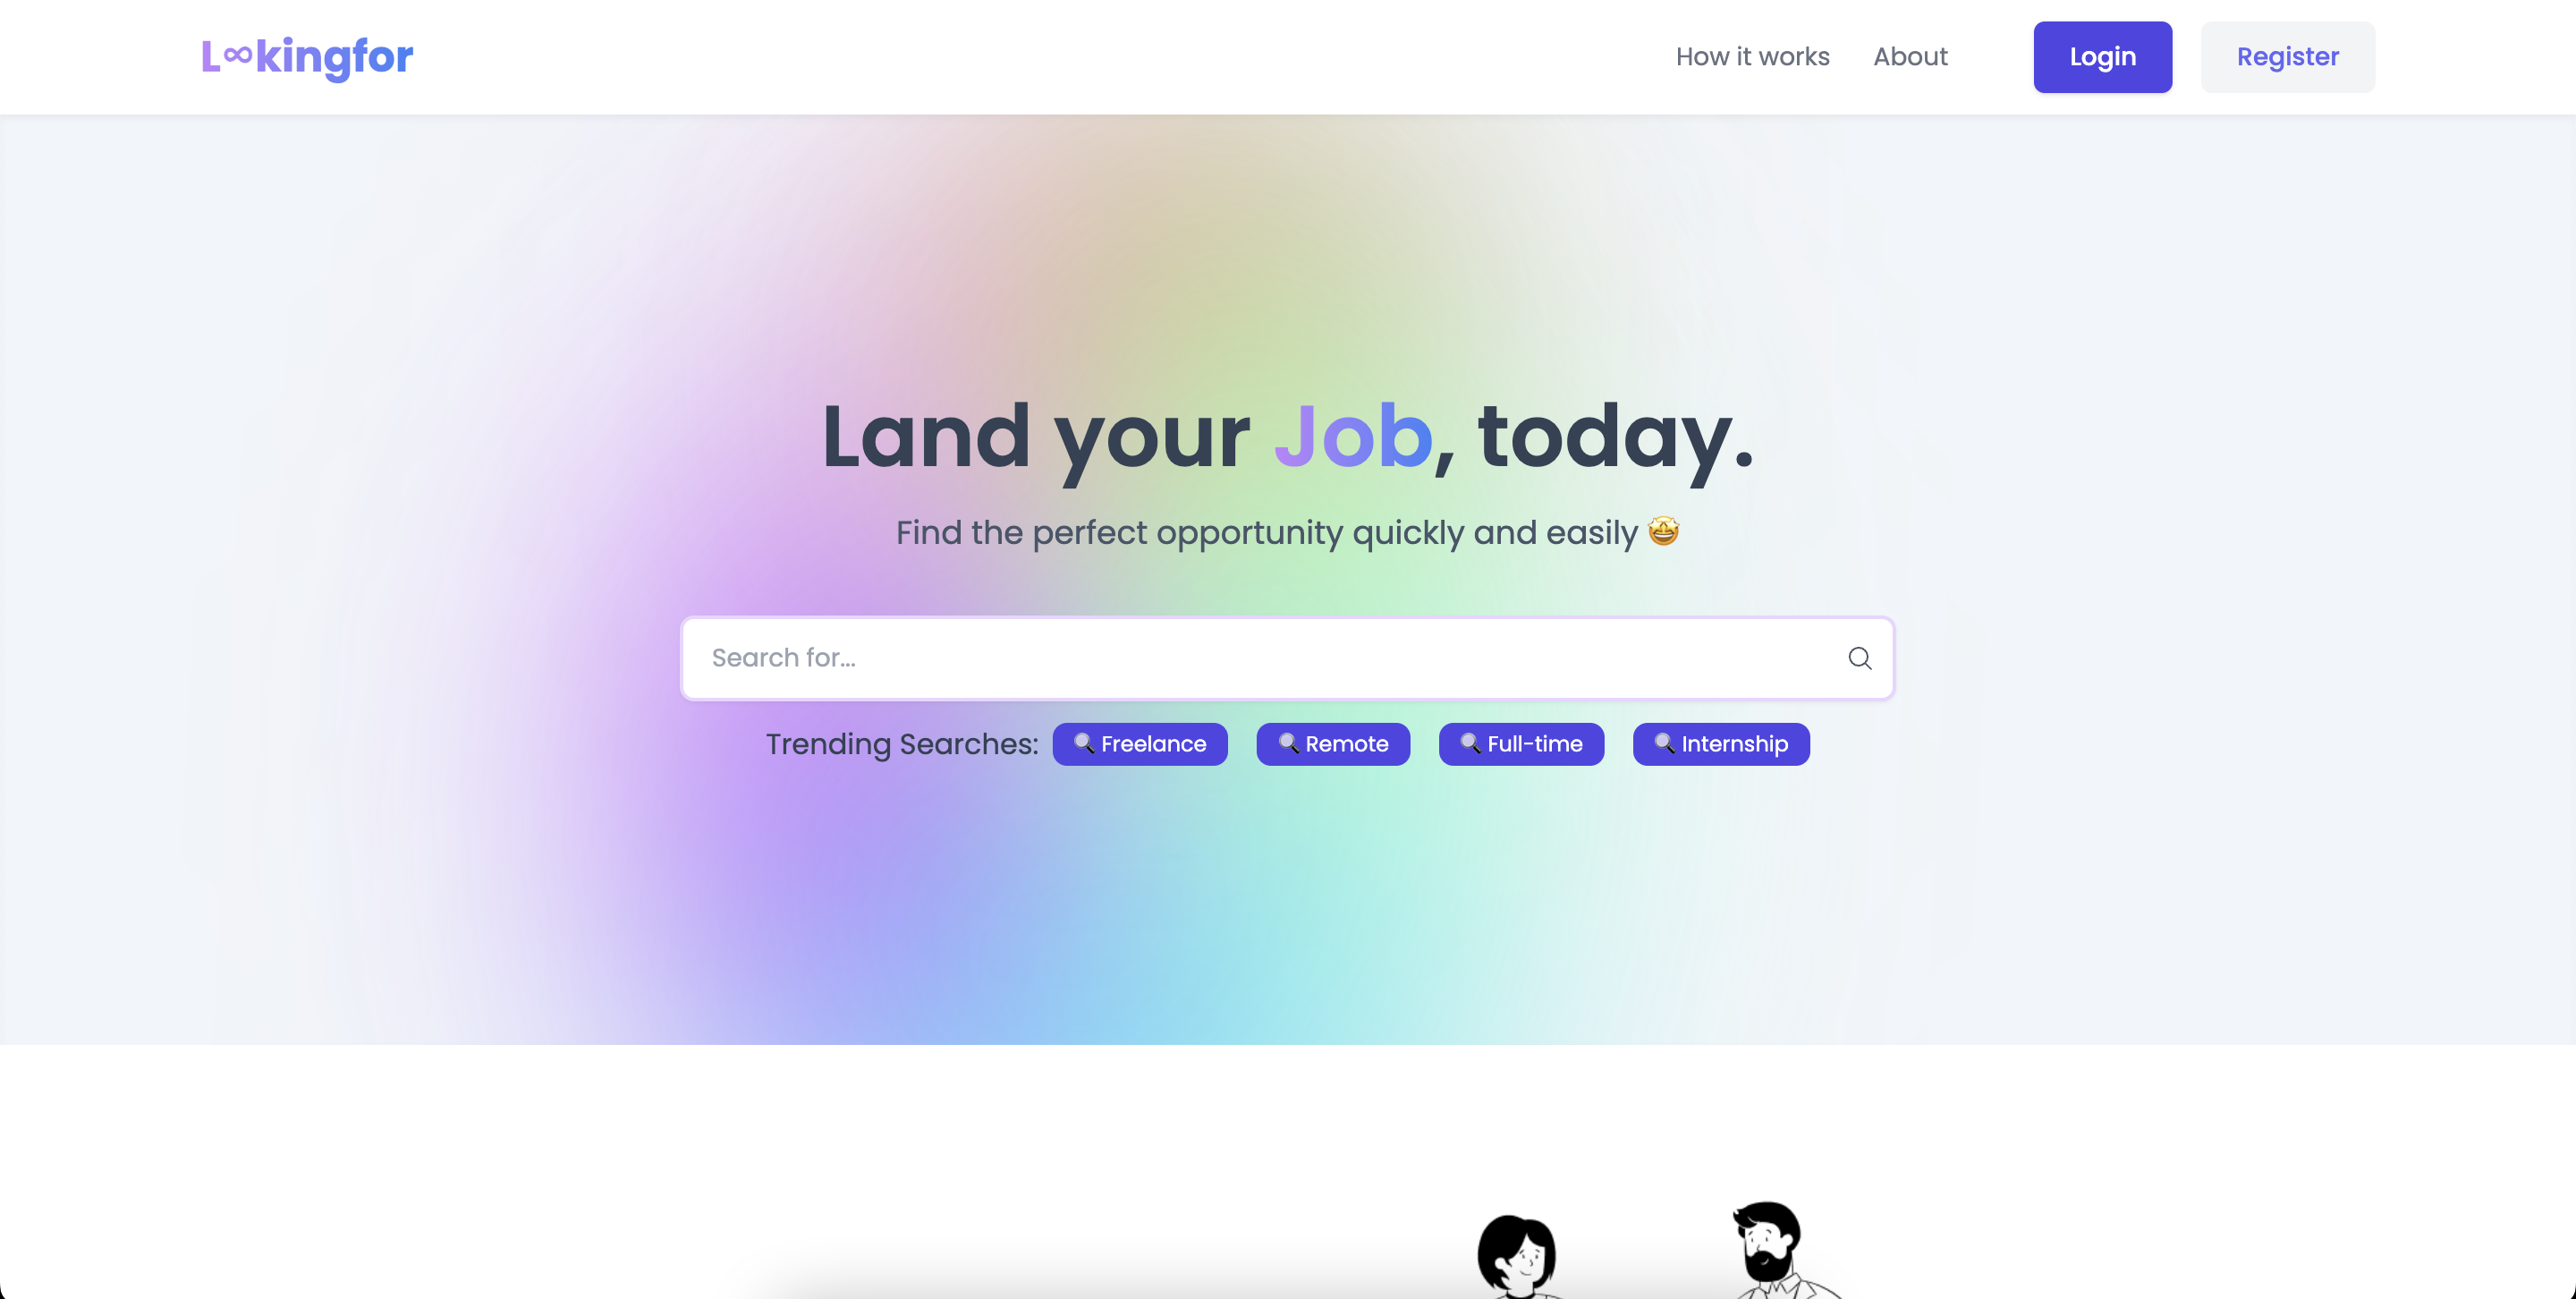 L∞kingfor
How it works
About
Login
Register
Land your Job, today.
Find the perfect opportunity quickly and easily 🤩
Search for...
Trending Searches: 🔍 Freelance 🔍 Remote 🔍 Full-time 🔍 Internship